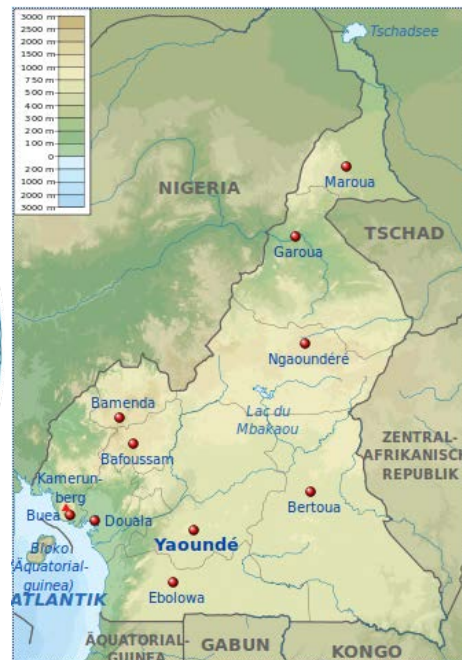 3000 m
2500 m
2000 m
1500 m
1000 m
750 m
500 m
400 m
300 m
200 m
100 m
0
200 m
1000 m
2000 m
3000 m
Tschadsee
NIGERIA
Maroua
TSCHAD
Garoua
Ngaoundéré
Lac du
Mbakaou
Bamenda
Bafoussam
ZENTRAL-
AFRIKANISCH
REPUBLIK
Kamerun-
berg
Buea
Douala
Bertoua
Yaoundé
Bioko
(Äquatorial-
guinea)
ATLANTIK
Ebolowa
ÄQUATORIAL-
GUINEA
GABUN
KONGO